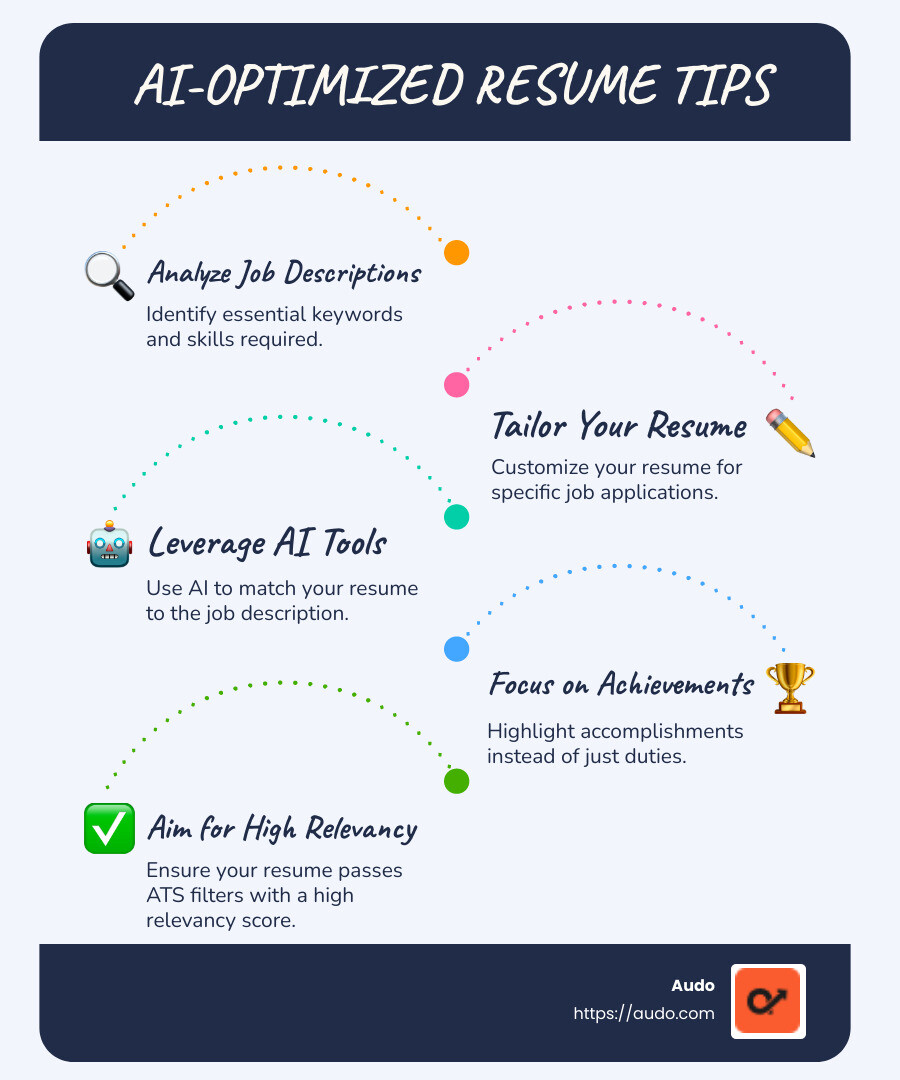 AI-OPTIMIZED RESUME TIPS
Analyze Job Descriptions
Identify essential keywords
and skills required.
Tailor Your Resume
Customize your resume for
specific job applications.
Leverage AI Tools
Use AI to match your resume
to the job description.
Focus on Achievements
Highlight accomplishments
instead of just duties.
Aim for High Relevancy
Ensure your resume passes
ATS filters with a high
relevancy score.
Audo
https://audo.com